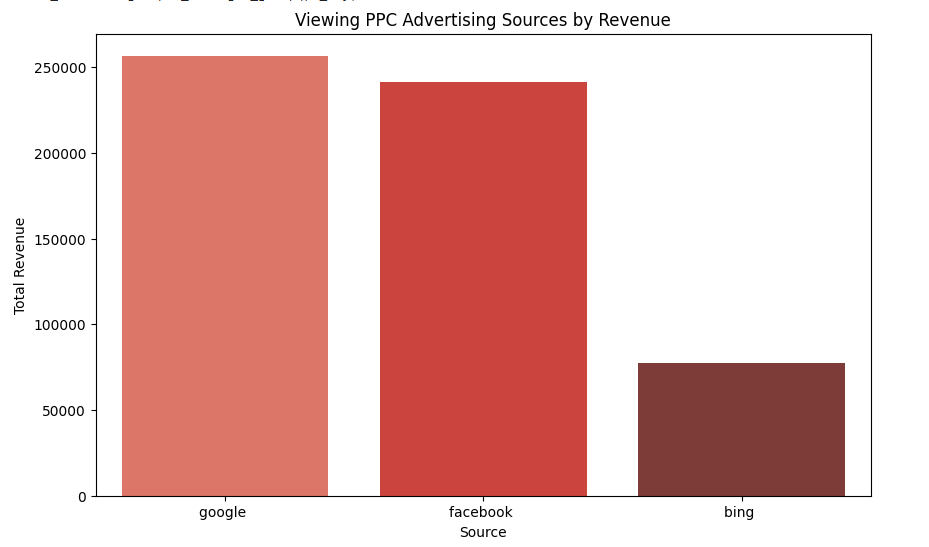 Viewing PPC Advertising Sources by Revenue
250000
200000
150000
100000
50000
0
Total Revenue
google
facebook
bing
Source